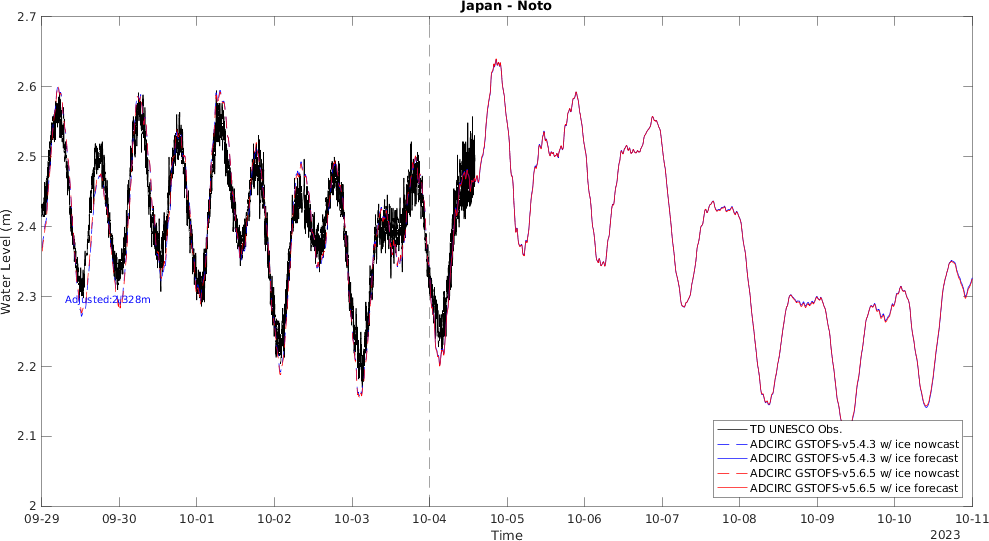 Japan - Noto
2.7
2.6
2.5
2.4
2.3
2.2
2.1
2
Water Level (m)
Adjusted:2.328m
TD UNESCO Obs.
ADCIRC GSTOFS-v5.4.3 w/ ice nowcast
ADCIRC GSTOFS-v5.4.3 w/ ice forecast
ADCIRC GSTOFS-v5.6.5 w/ ice nowcast
ADCIRC GSTOFS-v5.6.5 w/ ice forecast
09-29 09-30 10-01 10-02 10-03 10-04 10-05 10-06 10-07 10-08 10-09 10-10 10-11
Time
2023